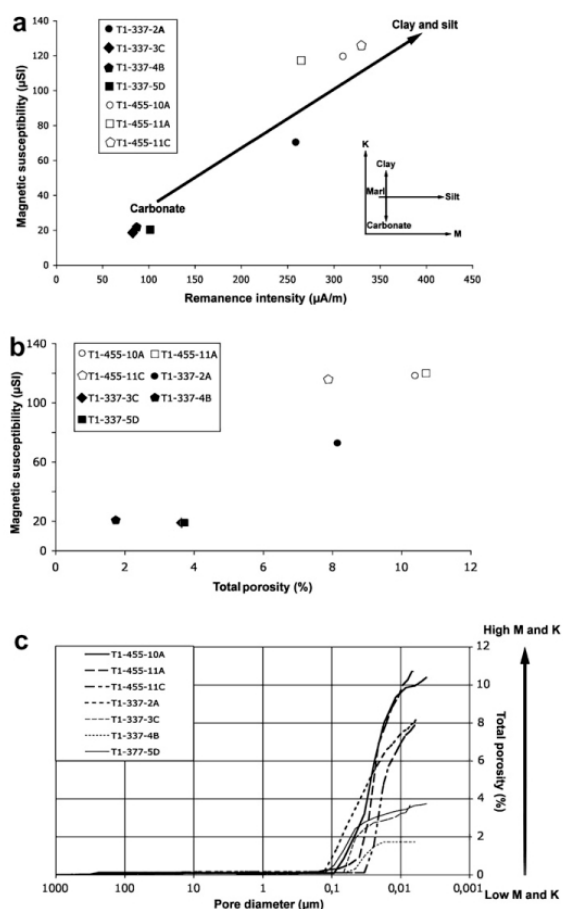 a
T1-337-2A
T1-337-3C
T1-337-4B
T1-337-5D
T1-455-10A
T1-455-11A
T1-455-11C
Clay and silt
Carbonate
K
Clay
Marl
Silt
Carbonate
M
Magnetic susceptibility (µSI)
140
120
100
80
60
40
20
0
0 50 100 150 200 250 300 350 400 450
Remanence intensity (µA/m)
b
T1-455-10A T1-455-11A
T1-455-11C T1-337-2A
T1-337-3C T1-337-4B
T1-337-5D
Magnetic susceptibility (µSI)
140
100
60
20
0
0 2 4 6 8 10 12
Total porosity (%)
c
High M and K
T1-455-10A
T1-455-11A
T1-455-11C
T1-337-2A
T1-337-3C
T1-337-4B
T1-377-5D
12
10
8
6
4
2
0
Total porosity (%)
Low M and K
1000 100 10 1 0,1 0,01 0,001
Pore diameter (µm)